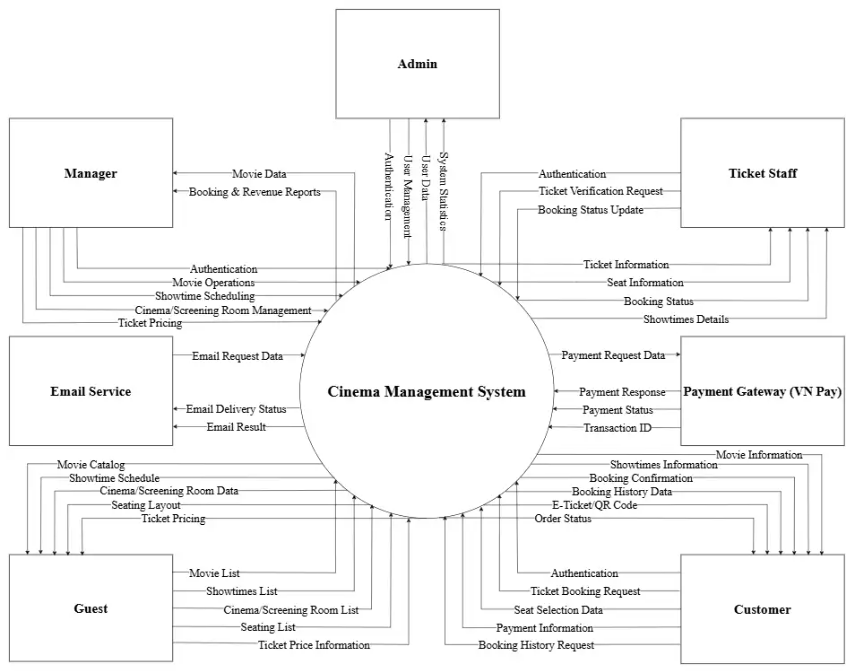 Admin
Manager
Ticket Staff
Authentication
User Management
User Data
System Statistics
Movie Data
Booking & Revenue Reports
Authentication
Ticket Verification Request
Booking Status Update
Authentication
Movie Operations
Showtime Scheduling
Cinema/Screening Room Management
Ticket Pricing
Ticket Information
Seat Information
Booking Status
Showtimes Details
Email Service
Email Request Data
Email Delivery Status
Email Result
Cinema Management System
Payment Request Data
Payment Response
Payment Status
Transaction ID
Payment Gateway (VN Pay)
Movie Catalog
Showtime Schedule
Cinema/Screening Room Data
Seating Layout
Ticket Pricing
Movie Information
Showtimes Information
Booking Confirmation
Booking History Data
E-Ticket/QR Code
Order Status
Guest
Movie List
Showtimes List
Cinema/Screening Room List
Seating List
Ticket Price Information
Authentication
Ticket Booking Request
Seat Selection Data
Payment Information
Booking History Request
Customer